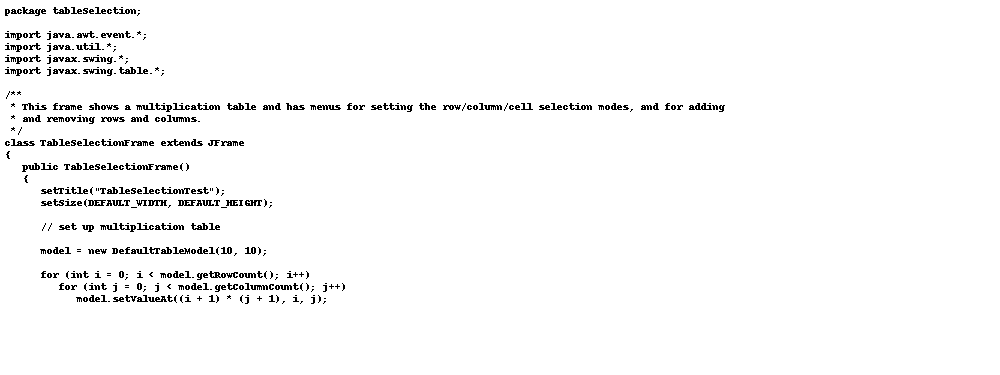 package tableSelection;

import java.awt.event.*;
import java.util.*;
import javax.swing.*;
import javax.swing.table.*;

/**
 * This frame shows a multiplication table and has menus for setting the row/column/cell selection modes, and for adding
 * and removing rows and columns.
 */
class TableSelectionFrame extends JFrame
{
   public TableSelectionFrame()
   {
      setTitle("TableSelectionTest");
      setSize(DEFAULT_WIDTH, DEFAULT_HEIGHT);

      // set up multiplication table

      model = new DefaultTableModel(10, 10);

      for (int i = 0; i < model.getRowCount(); i++)
         for (int j = 0; j < model.getColumnCount(); j++)
            model.setValueAt((i + 1) * (j + 1), i, j);